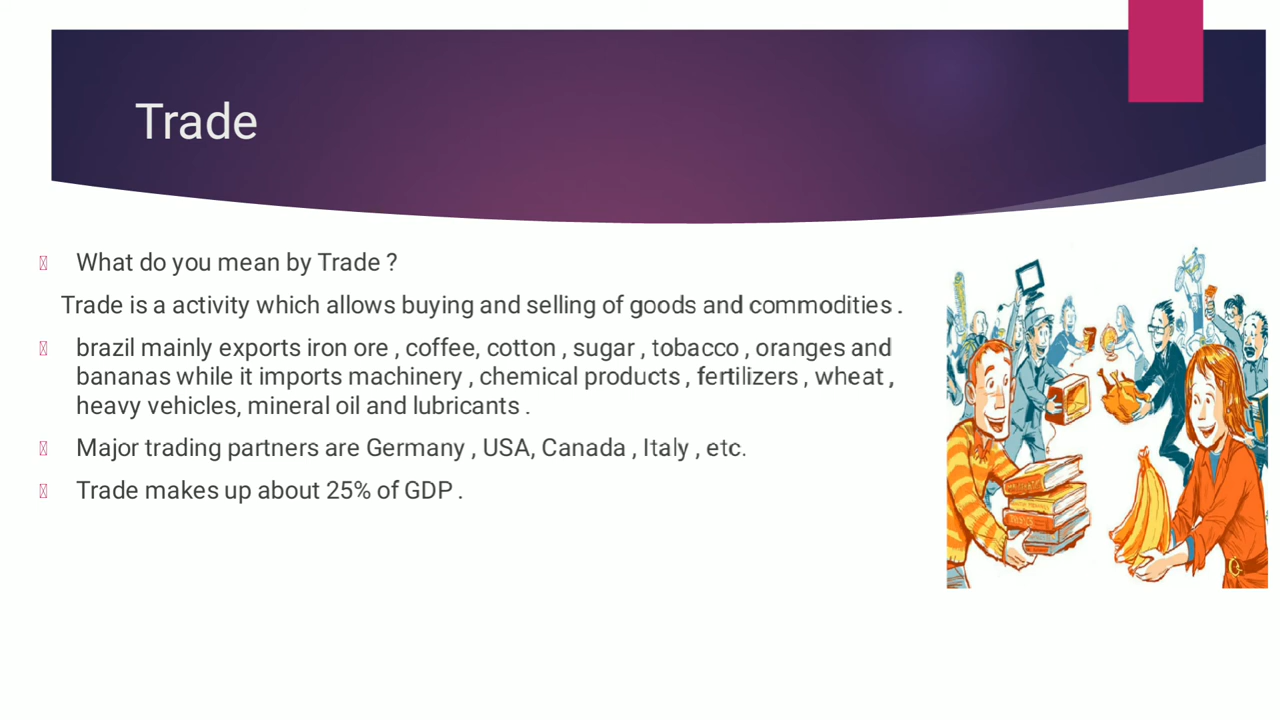 Trade
What do you mean by Trade ?
Trade is a activity which allows buying and selling of goods and commodities .
brazil mainly exports iron ore , coffee, cotton , sugar , tobacco , oranges and
bananas while it imports machinery , chemical products , fertilizers , wheat ,
heavy vehicles, mineral oil and lubricants .
Major trading partners are Germany , USA, Canada , Italy , etc.
Trade makes up about 25% of GDP .